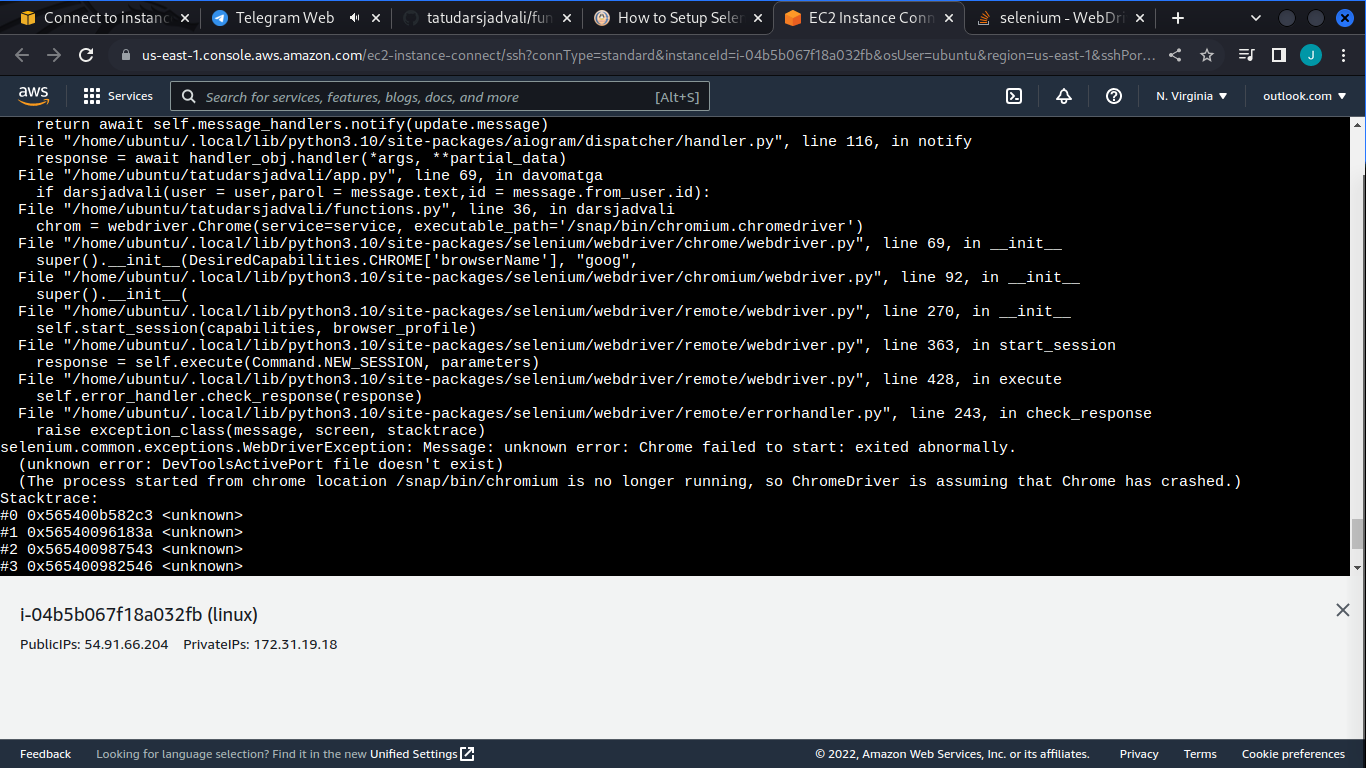 Connect to instanc
Telegram Web
tatudarsjadvali/fun
How to Setup Sele
EC2 Instance Conn
selenium - WebDri
us-east-1.console.aws.amazon.com/ec2-instance-connect/ssh?connType=standard&instanceId=i-04b5b067f18a032fb&osUser=ubuntu&region=us-east-1&sshPor...
J
aws
Services
Search for services, features, blogs, docs, and more
[Alt+S]
N. Virginia
outlook.com
return await self.message_handlers.notify(update.message)
File "/home/ubuntu/.local/lib/python3.10/site-packages/aiogram/dispatcher/handler.py", line 116, in notify
response = await handler_obj.handler(*args, **partial_data)
File "/home/ubuntu/tatudarsjadvali/app.py", line 69, in davomatga
if darsjadvali(user = user,parol = message.text,id = message.from_user.id):
File "/home/ubuntu/tatudarsjadvali/functions.py", line 36, in darsjadvali
chrom = webdriver.Chrome(service=service, executable_path='/snap/bin/chromium.chromedriver')
File "/home/ubuntu/.local/lib/python3.10/site-packages/selenium/webdriver/chrome/webdriver.py", line 69, in __init__
super().__init__(DesiredCapabilities.CHROME['browserName'], "goog",
File "/home/ubuntu/.local/lib/python3.10/site-packages/selenium/webdriver/chromium/webdriver.py", line 92, in __init__
super().__init__(
File "/home/ubuntu/.local/lib/python3.10/site-packages/selenium/webdriver/remote/webdriver.py", line 270, in __init__
self.start_session(capabilities, browser_profile)
File "/home/ubuntu/.local/lib/python3.10/site-packages/selenium/webdriver/remote/webdriver.py", line 363, in start_session
response = self.execute(Command.NEW_SESSION, parameters)
File "/home/ubuntu/.local/lib/python3.10/site-packages/selenium/webdriver/remote/webdriver.py", line 428, in execute
self.error_handler.check_response(response)
File "/home/ubuntu/.local/lib/python3.10/site-packages/selenium/webdriver/remote/errorhandler.py", line 243, in check_response
raise exception_class(message, screen, stacktrace)
selenium.common.exceptions.WebDriverException: Message: unknown error: Chrome failed to start: exited abnormally.
(unknown error: DevToolsActivePort file doesn't exist)
(The process started from chrome location /snap/bin/chromium is no longer running, so ChromeDriver is assuming that Chrome has crashed.)
Stacktrace:
#0 0x565400b582c3 <unknown>
#1 0x56540096183a <unknown>
#2 0x565400987543 <unknown>
#3 0x565400982546 <unknown>
i-04b5b067f18a032fb (linux)
PublicIPs: 54.91.66.204 PrivateIPs: 172.31.19.18
Feedback
Looking for language selection? Find it in the new Unified Settings
© 2022, Amazon Web Services, Inc. or its affiliates.
Privacy
Terms
Cookie preferences